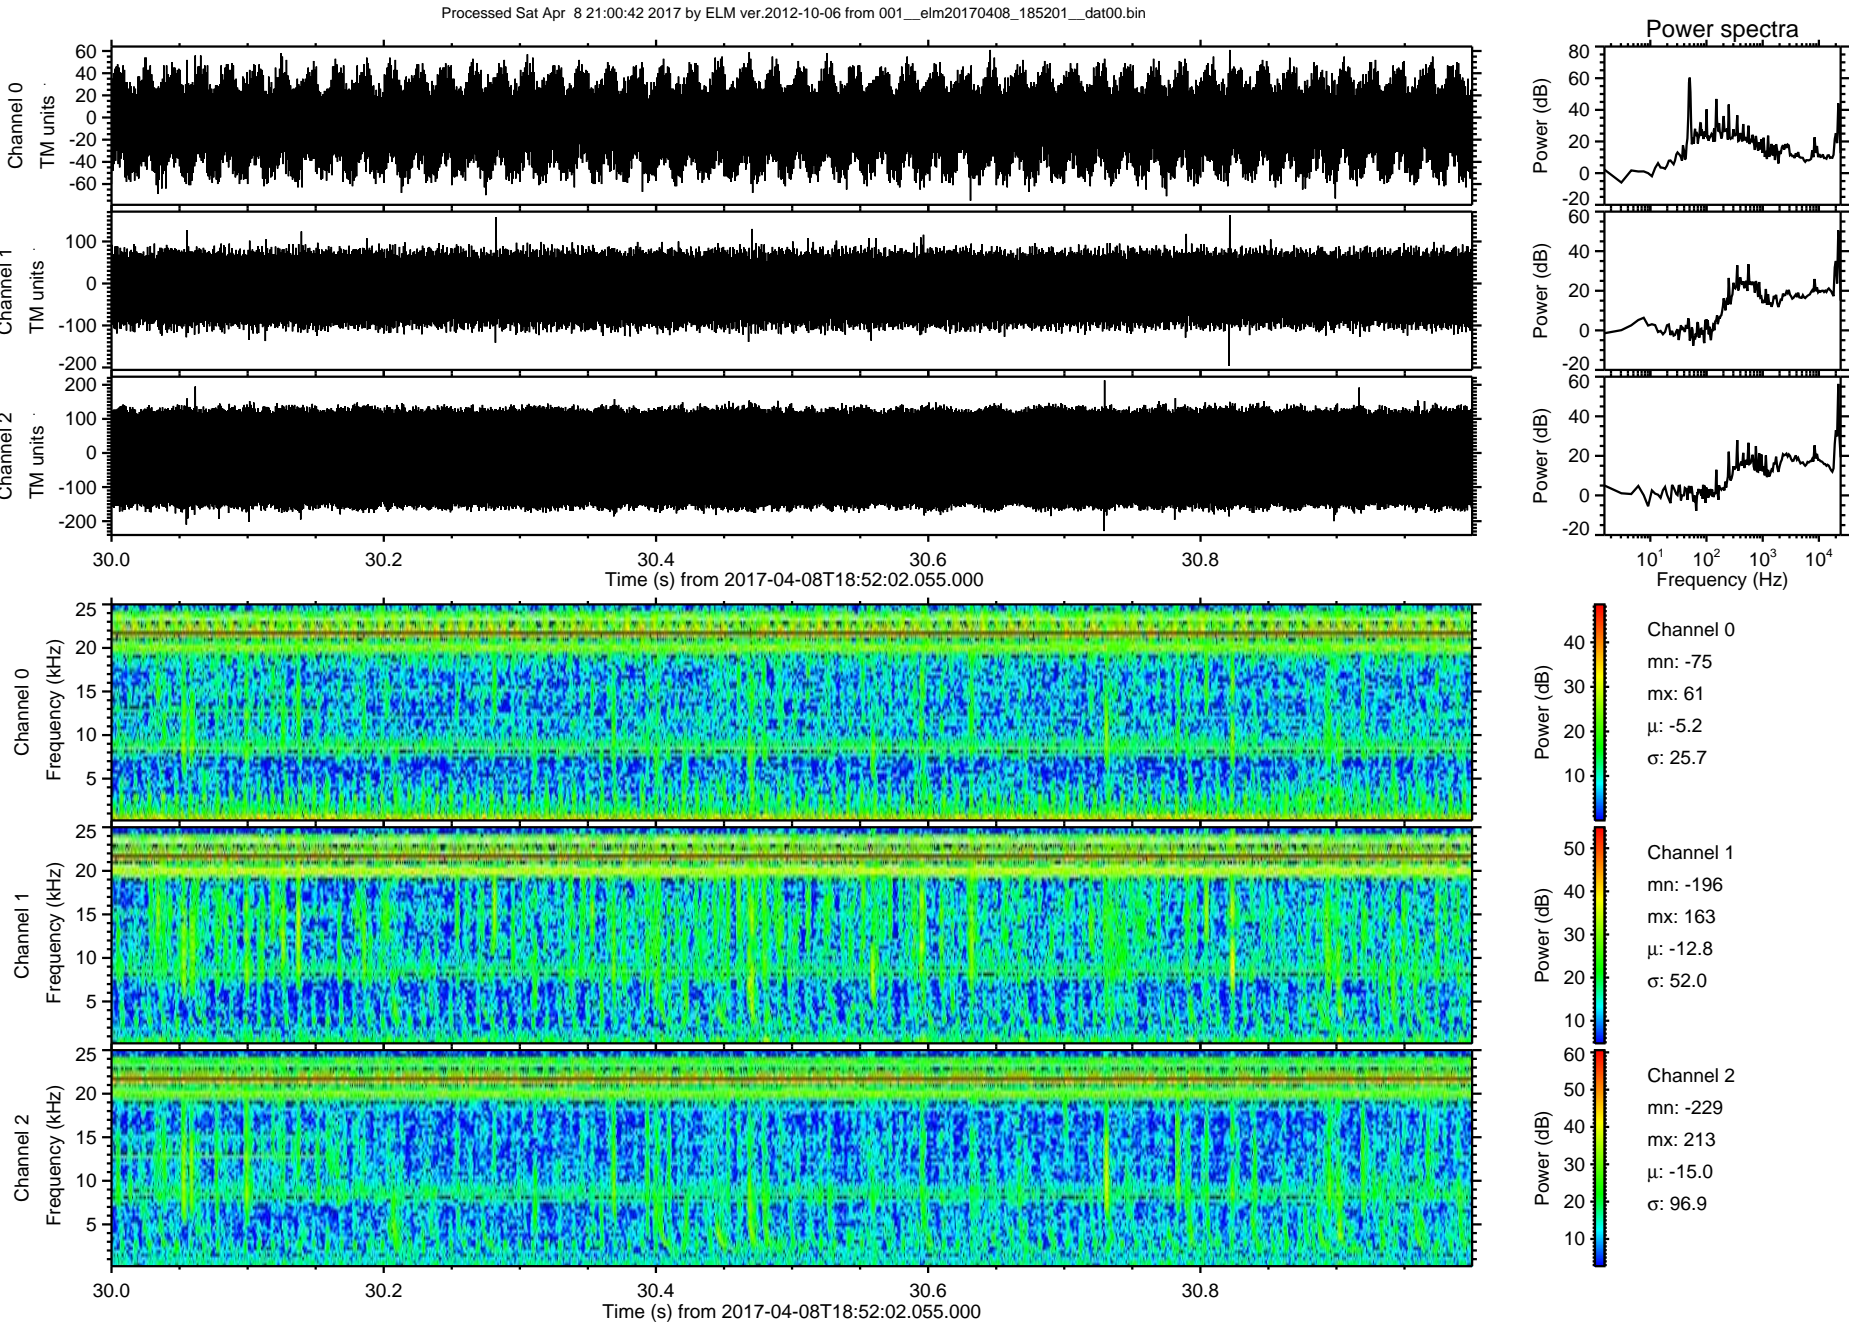 Processed Sat Apr  8 21:00:42 2017 by ELM ver.2012-10-06 from 001__elm20170408_185201__dat00.bin
Power spectra
Channel 0
TM units
60
40
20
0
-20
-40
-60
Power (dB)
80
60
40
20
0
-20
Channel 1
TM units
100
0
-100
-200
Power (dB)
60
40
20
0
-20
Channel 2
TM units
200
100
0
-100
-200
Power (dB)
60
40
20
0
-20
30.0 30.2 30.4 30.6 30.8
Time (s) from 2017-04-08T18:52:02.055.000
10^1 10^2 10^3 10^4
Frequency (Hz)
Channel 0
Frequency (kHz)
25
20
15
10
5
Power (dB)
40
30
20
10
Channel 0
mn: -75
mx: 61
μ: -5.2
σ: 25.7
Channel 1
Frequency (kHz)
25
20
15
10
5
Power (dB)
50
40
30
20
10
Channel 1
mn: -196
mx: 163
μ: -12.8
σ: 52.0
Channel 2
Frequency (kHz)
25
20
15
10
5
Power (dB)
60
50
40
30
20
10
Channel 2
mn: -229
mx: 213
μ: -15.0
σ: 96.9
30.0 30.2 30.4 30.6 30.8
Time (s) from 2017-04-08T18:52:02.055.000